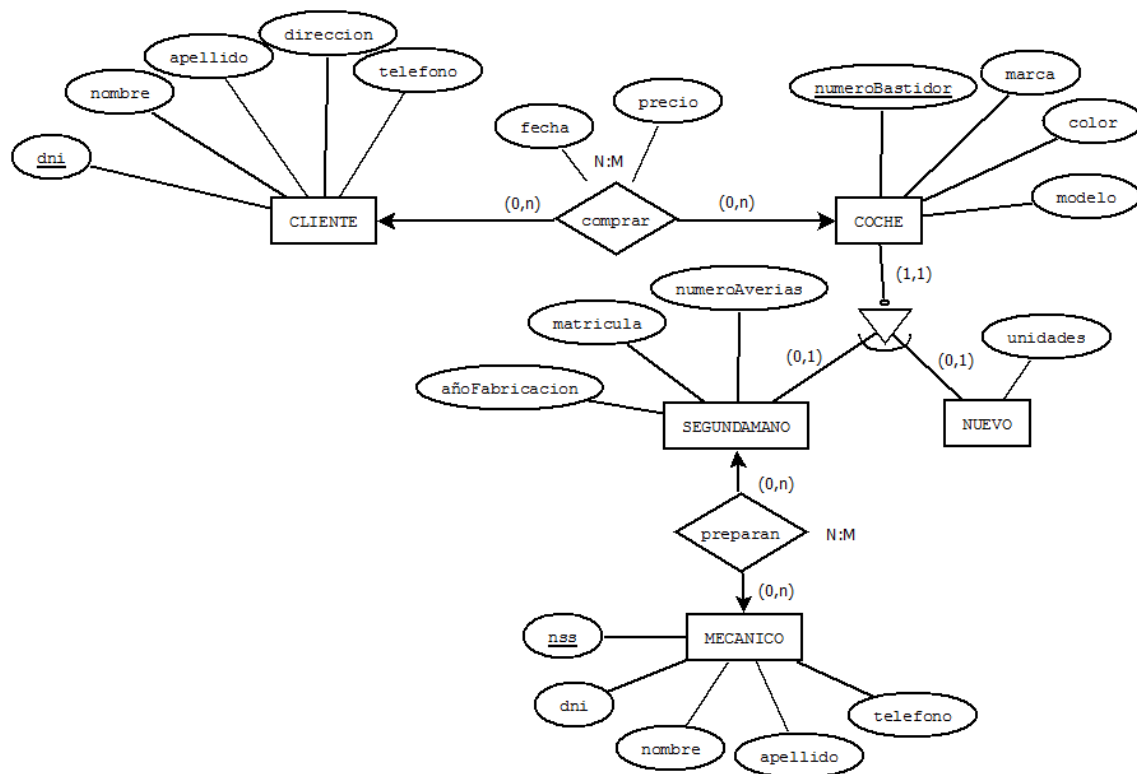 direccion
apellido
telefono
nombre
dni
fecha
precio
N:M
numeroBastidor
marca
color
modelo
CLIENTE
(0,n)
comprar
(0,n)
COCHE
(1,1)
numeroAverias
matricula
añoFabricacion
(0,1)
(0,1)
unidades
SEGUNDAMANO
NUEVO
(0,n)
preparan
N:M
(0,n)
MECANICO
nss
dni
nombre
apellido
telefono